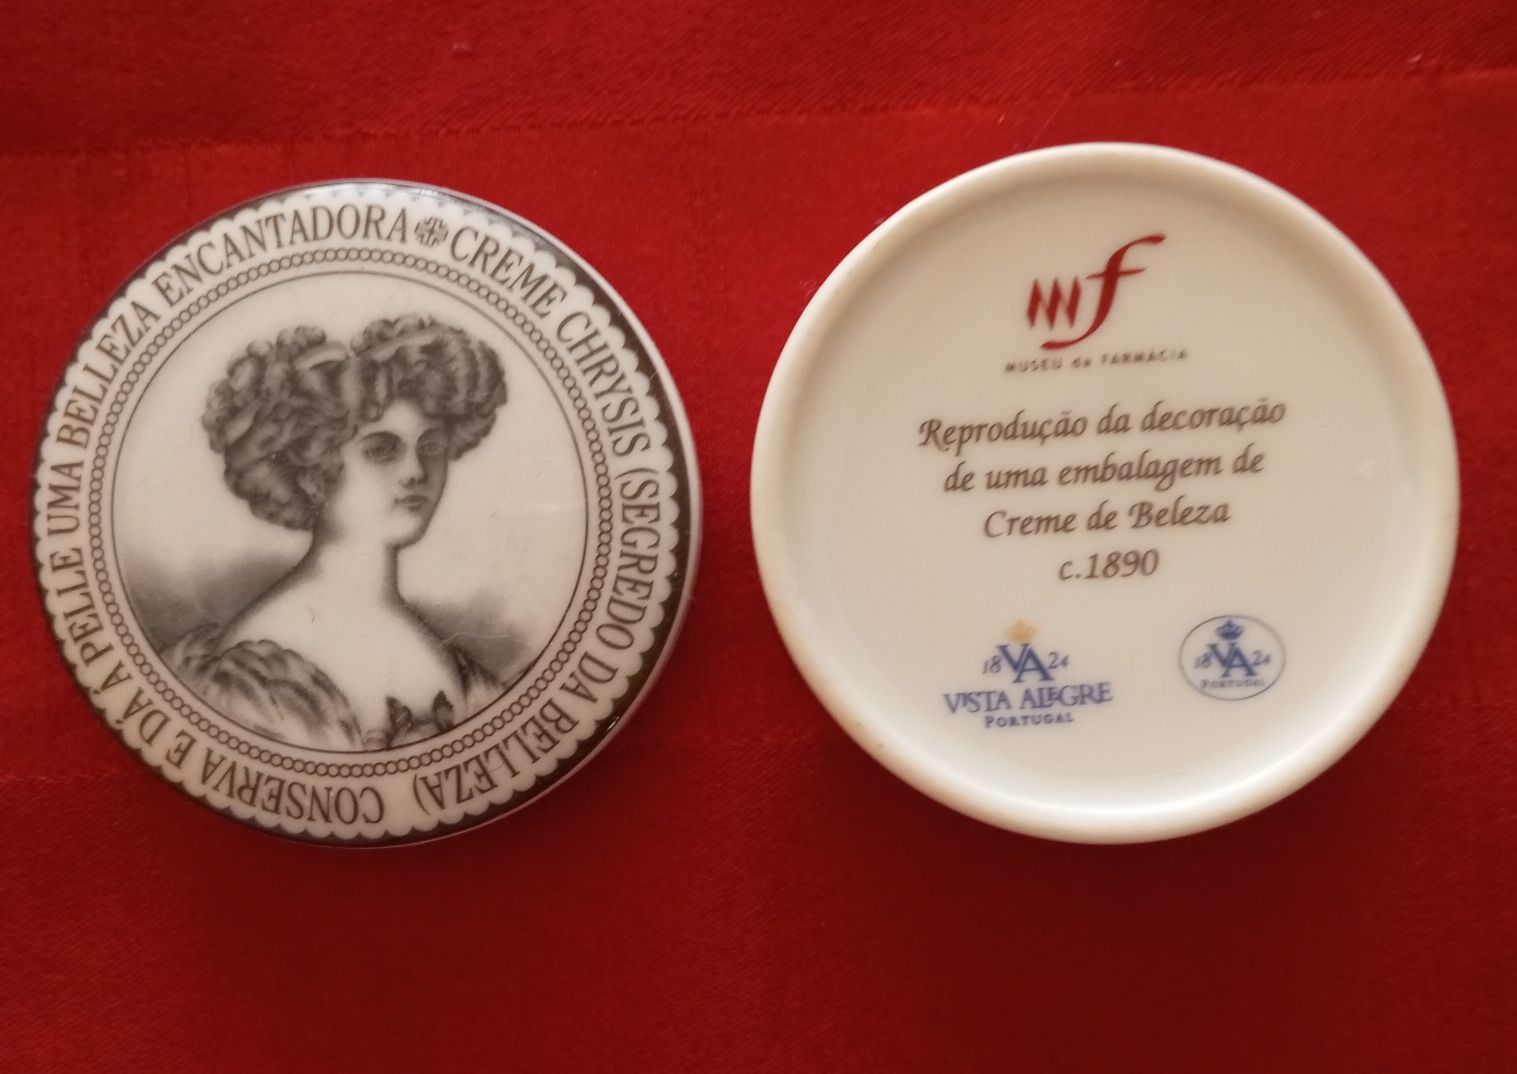 CREME CHRYSIS (SEGREDO DA BELLEZA)
CONSERVA E DÁ Á PELLE UMA BELLEZA ENCANTADORA
mf
MUSEU da FARMÁCIA
Reprodução da decoração
de uma embalagem de
Creme de Beleza
c.1890
18 VA 24
VISTA ALEGRE
PORTUGAL
18 VA 24
PORTUGAL